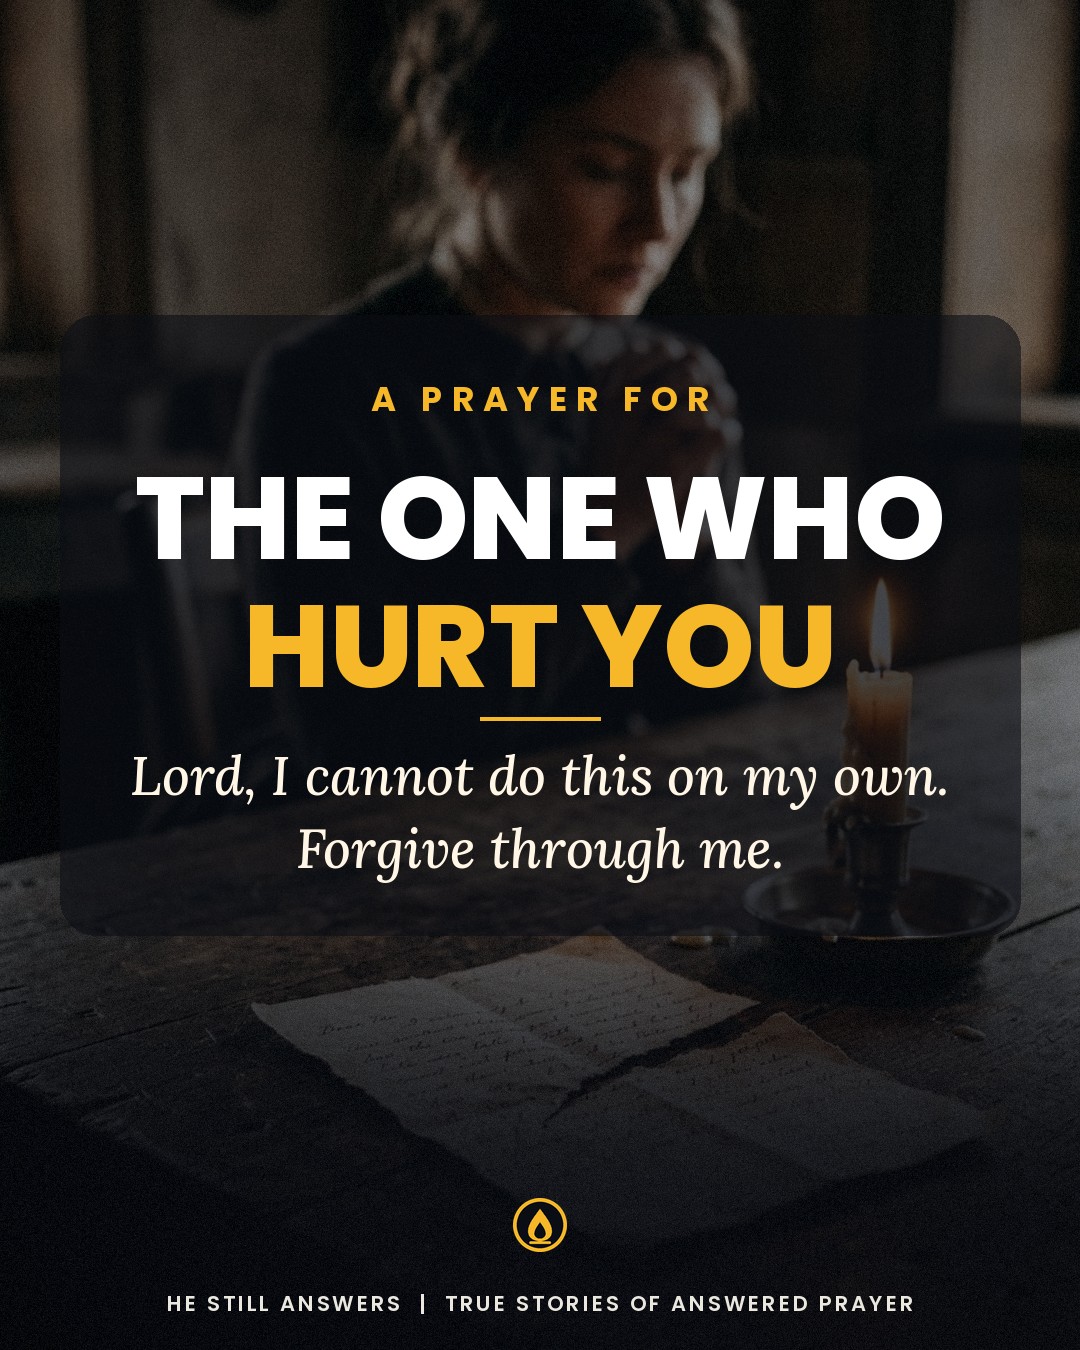 A PRAYER FOR
THE ONE WHO
HURT YOU
Lord, I cannot do this on my own.
Forgive through me.
HE STILL ANSWERS | TRUE STORIES OF ANSWERED PRAYER